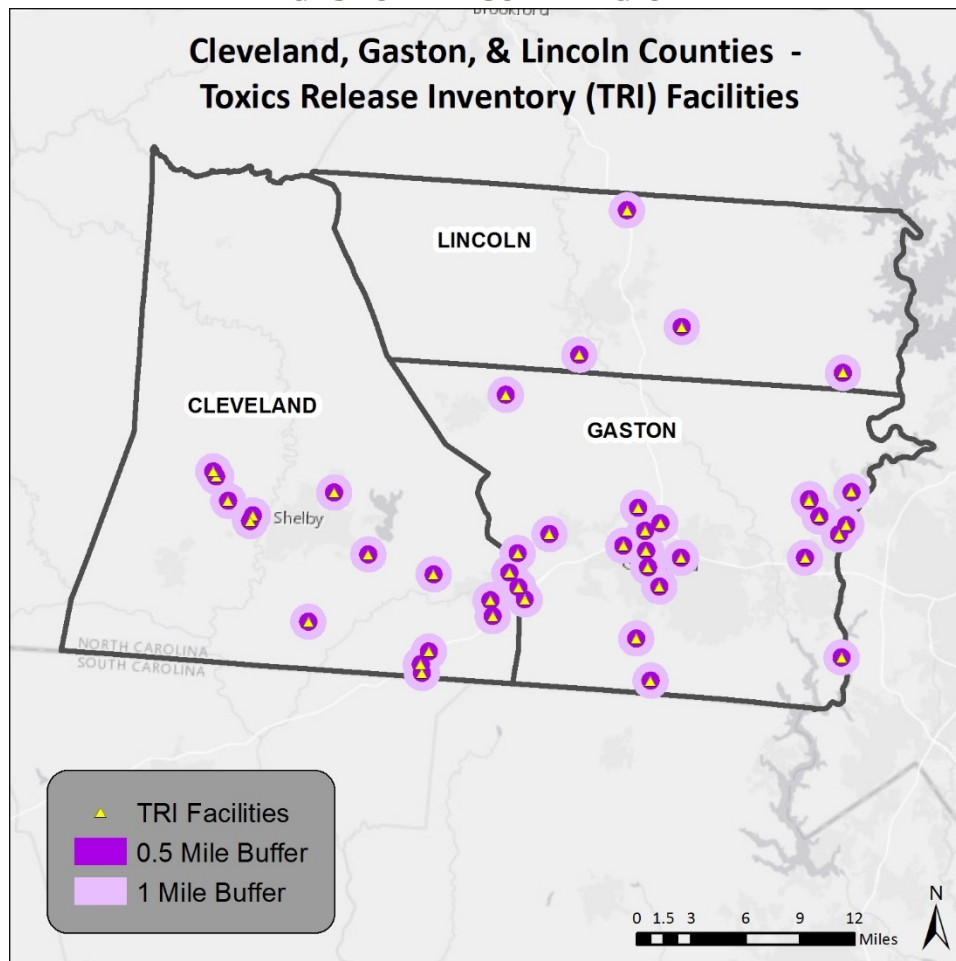 Cleveland, Gaston, & Lincoln Counties -
Toxics Release Inventory (TRI) Facilities
LINCOLN
CLEVELAND
GASTON
Shelby
NORTH CAROLINA
SOUTH CAROLINA
TRI Facilities
0.5 Mile Buffer
1 Mile Buffer
N
0 1.5 3 6 9 12
Miles